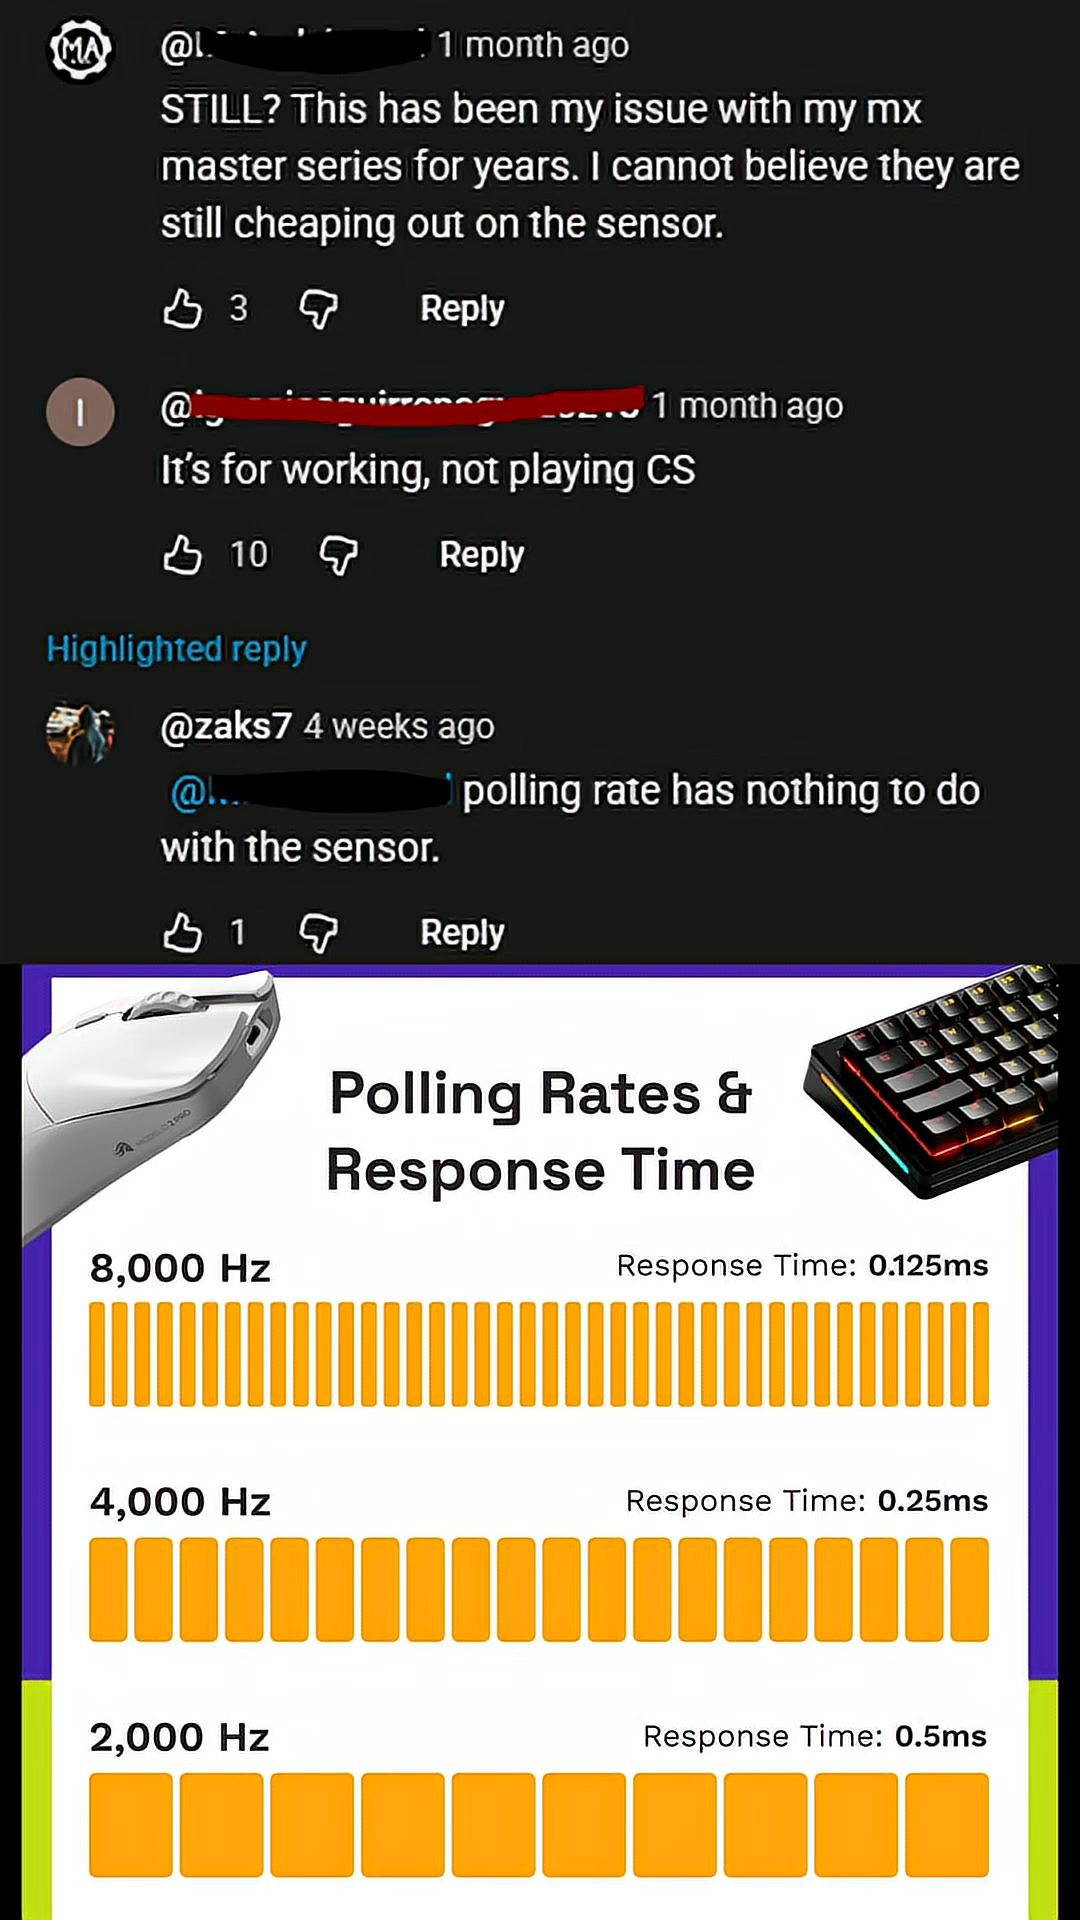 MA
1 month ago
STILL? This has been my issue with my mx
master series for years. I cannot believe they are
still cheaping out on the sensor.
3 Reply
I
1 month ago
It's for working, not playing CS
10 Reply
Highlighted reply
@zaks7 4 weeks ago
polling rate has nothing to do
with the sensor.
1 Reply
Polling Rates &
Response Time
MODEL O 2 PRO
8,000 Hz Response Time: 0.125ms
4,000 Hz Response Time: 0.25ms
2,000 Hz Response Time: 0.5ms